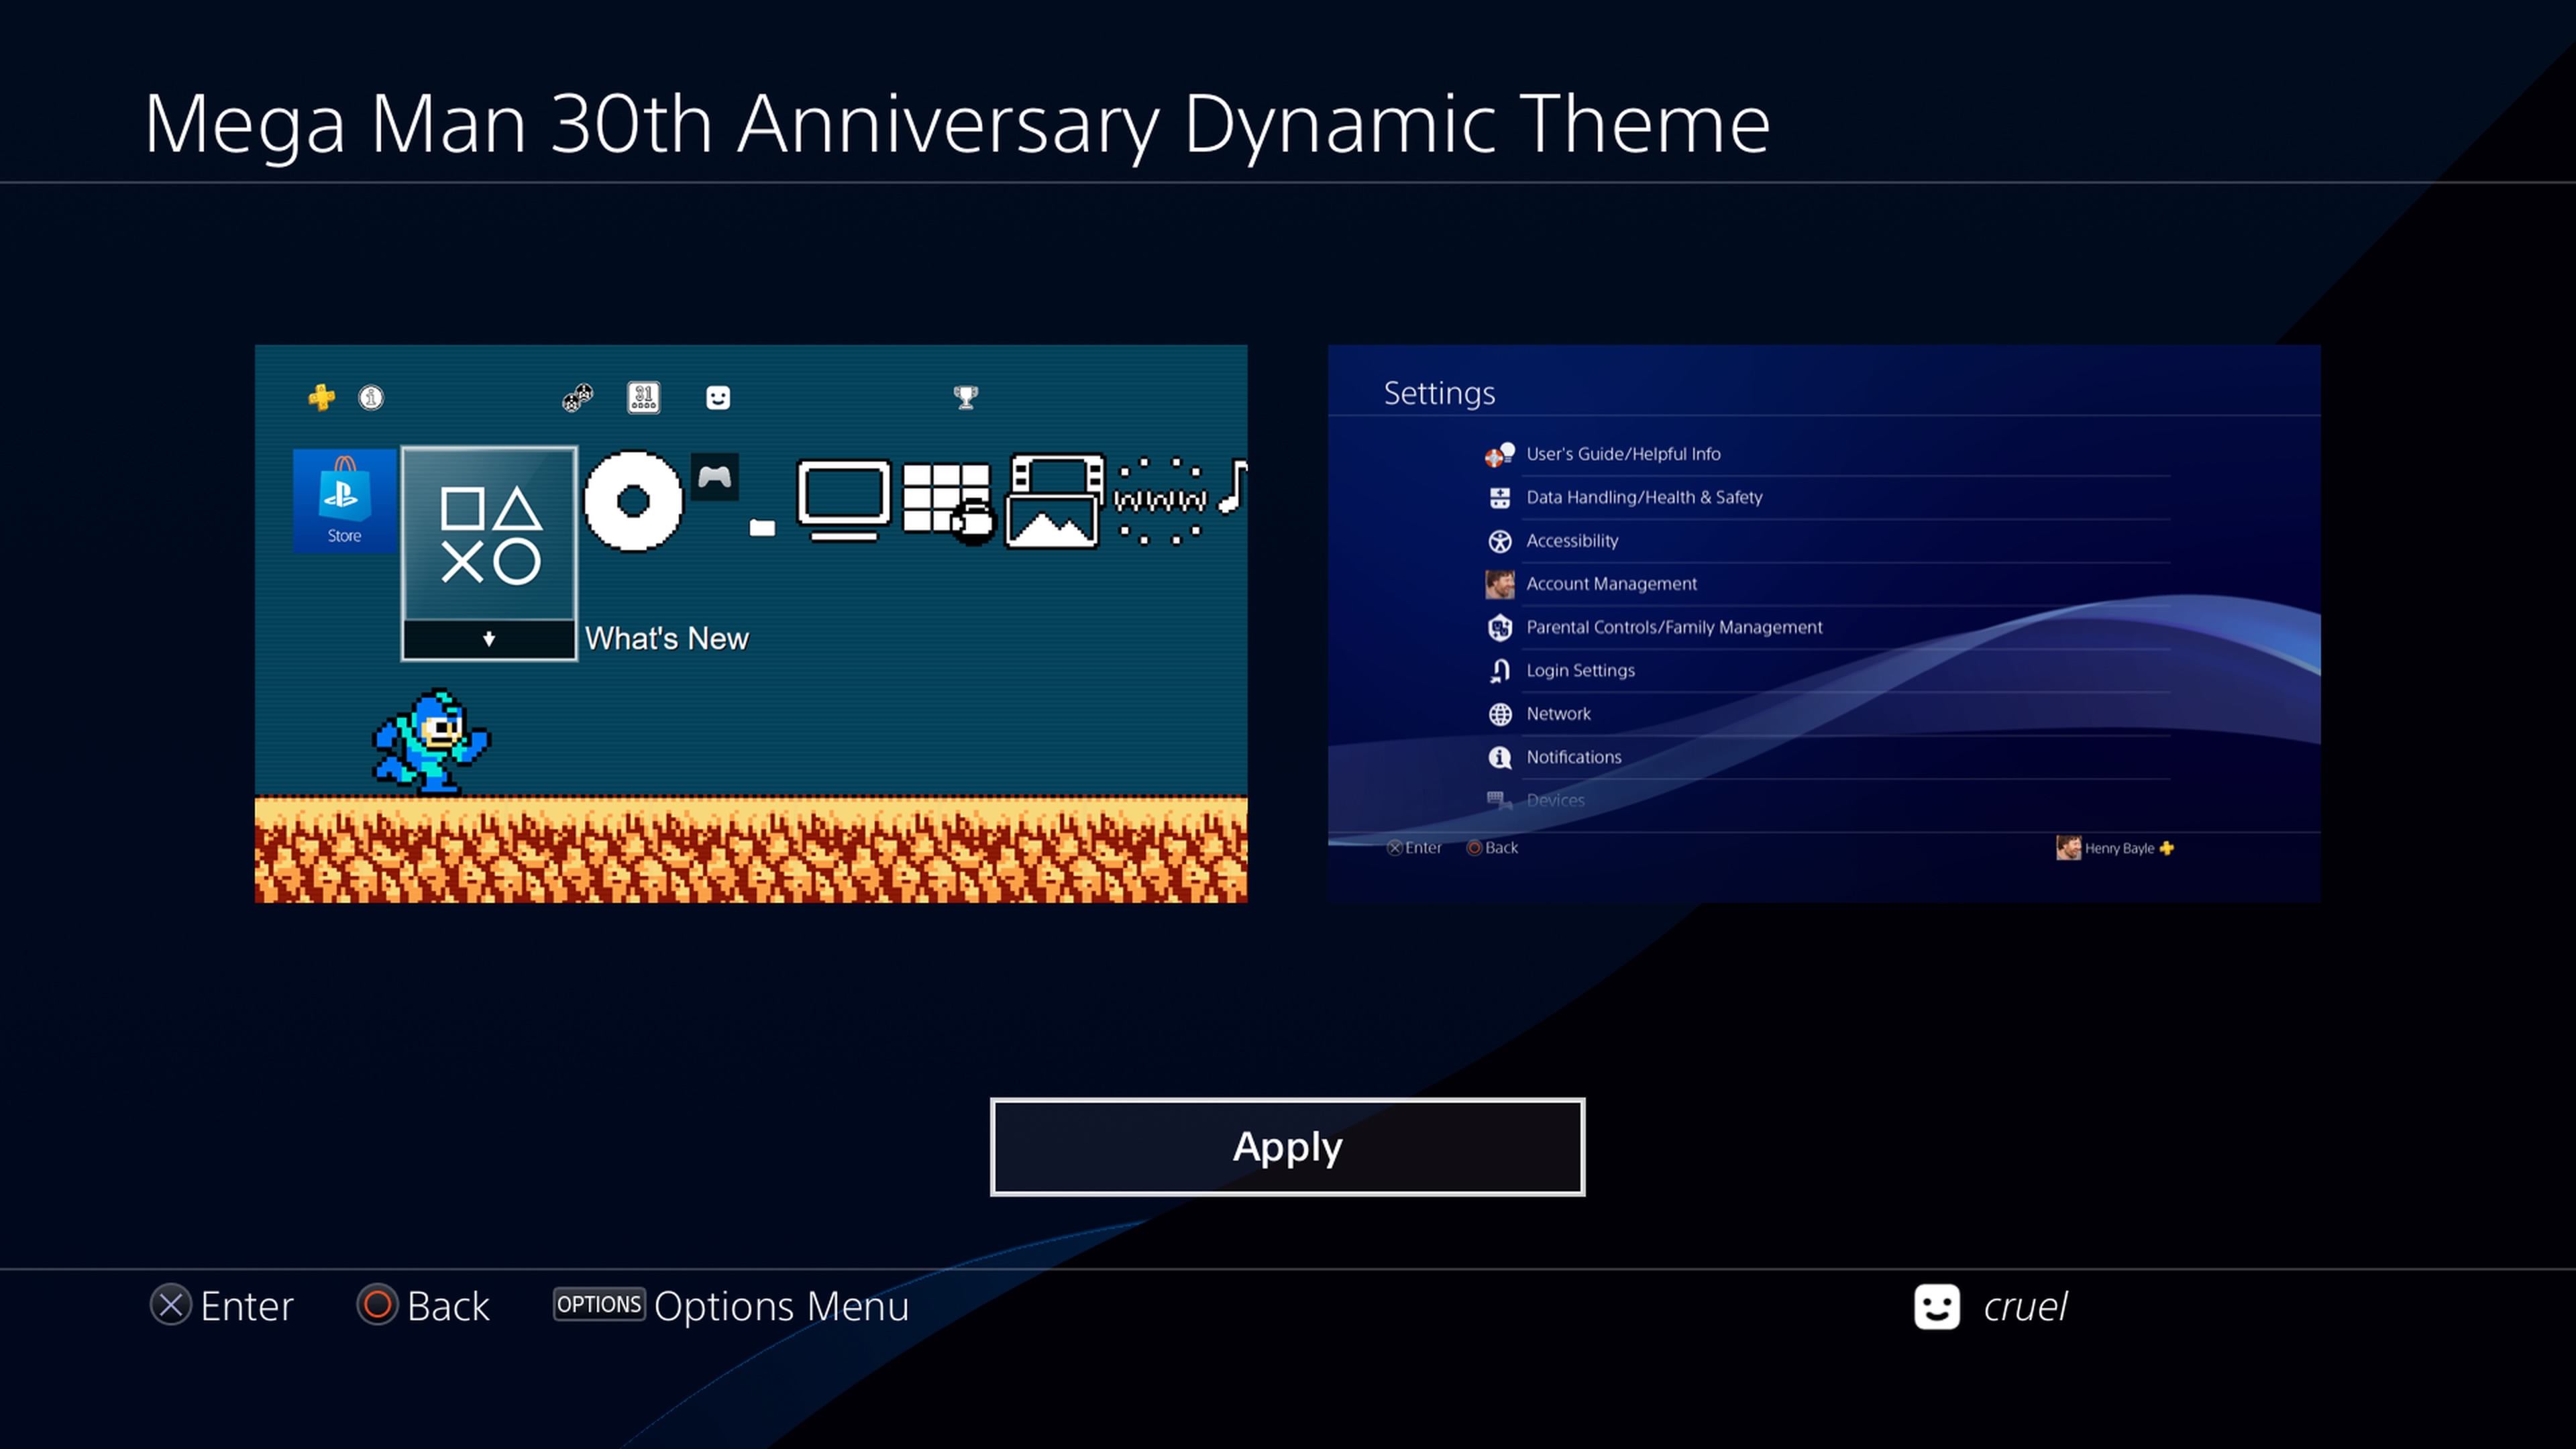 Mega Man 30th Anniversary Dynamic Theme
31
Store
WWW
What's New
Settings
User's Guide/Helpful Info
Data Handling/Health & Safety
Accessibility
Account Management
Parental Controls/Family Management
Login Settings
Network
Notifications
Devices
Enter
Back
Henry Bayle
Apply
Enter
Back
OPTIONS Options Menu
cruel